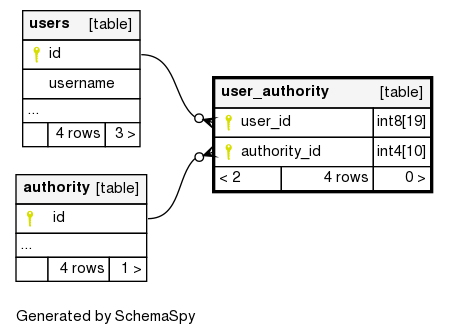 users [table]
id
username
...
4 rows 3 >
user_authority [table]
user_id int8[19]
authority_id int4[10]
< 2 4 rows 0 >
authority [table]
id
...
4 rows 1 >
Generated by SchemaSpy